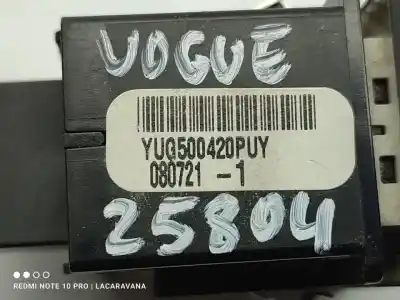 VOGUE
YUG500420PUY
080721 -1
25804
REDMI NOTE 10 PRO | LACARAVANA